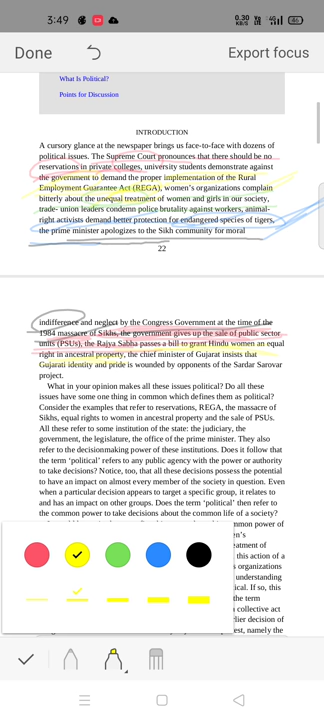 3:49
0.30 KB/S
4G
86
Done
Export focus
What Is Political?
Points for Discussion
INTRODUCTION
A cursory glance at the newspaper brings us face-to-face with dozens of
political issues. The Supreme Court pronounces that there should be no
reservations in private colleges, university students demonstrate against
the government to demand the proper implementation of the Rural
Employment Guarantee Act (REGA), women's organizations complain
bitterly about the unequal treatment of women and girls in our society,
trade- union leaders condemn police brutality against workers, animal-
right activists demand better protection for endangered species of tigers,
the prime minister apologizes to the Sikh community for moral
22
indifference and neglect by the Congress Government at the time of the
1984 massacre of Sikhs, the government gives up the sale of public sector
units (PSUs), the Rajya Sabha passes a bill to grant Hindu women an equal
right in ancestral property, the chief minister of Gujarat insists that
Gujarati identity and pride is wounded by opponents of the Sardar Sarovar
project.
What in your opinion makes all these issues political? Do all these
issues have some one thing in common which defines them as political?
Consider the examples that refer to reservations, REGA, the massacre of
Sikhs, equal rights to women in ancestral property and the sale of PSUs.
All these refer to some institution of the state: the judiciary, the
government, the legislature, the office of the prime minister. They also
refer to the decisionmaking power of these institutions. Does it follow that
the term 'political' refers to any public agency with the power or authority
to take decisions? Notice, too, that all these decisions possess the potential
to have an impact on almost every member of the society in question. Even
when a particular decision appears to target a specific group, it relates to
and has an impact on other groups. Does the term 'political' then refer to
the common power to take decisions about the common life of a society?
mmon power of
en's
eatment of
this action of a
s organizations
understanding
ical. If so, this
the term
collective act
rlier decision of
est, namely the